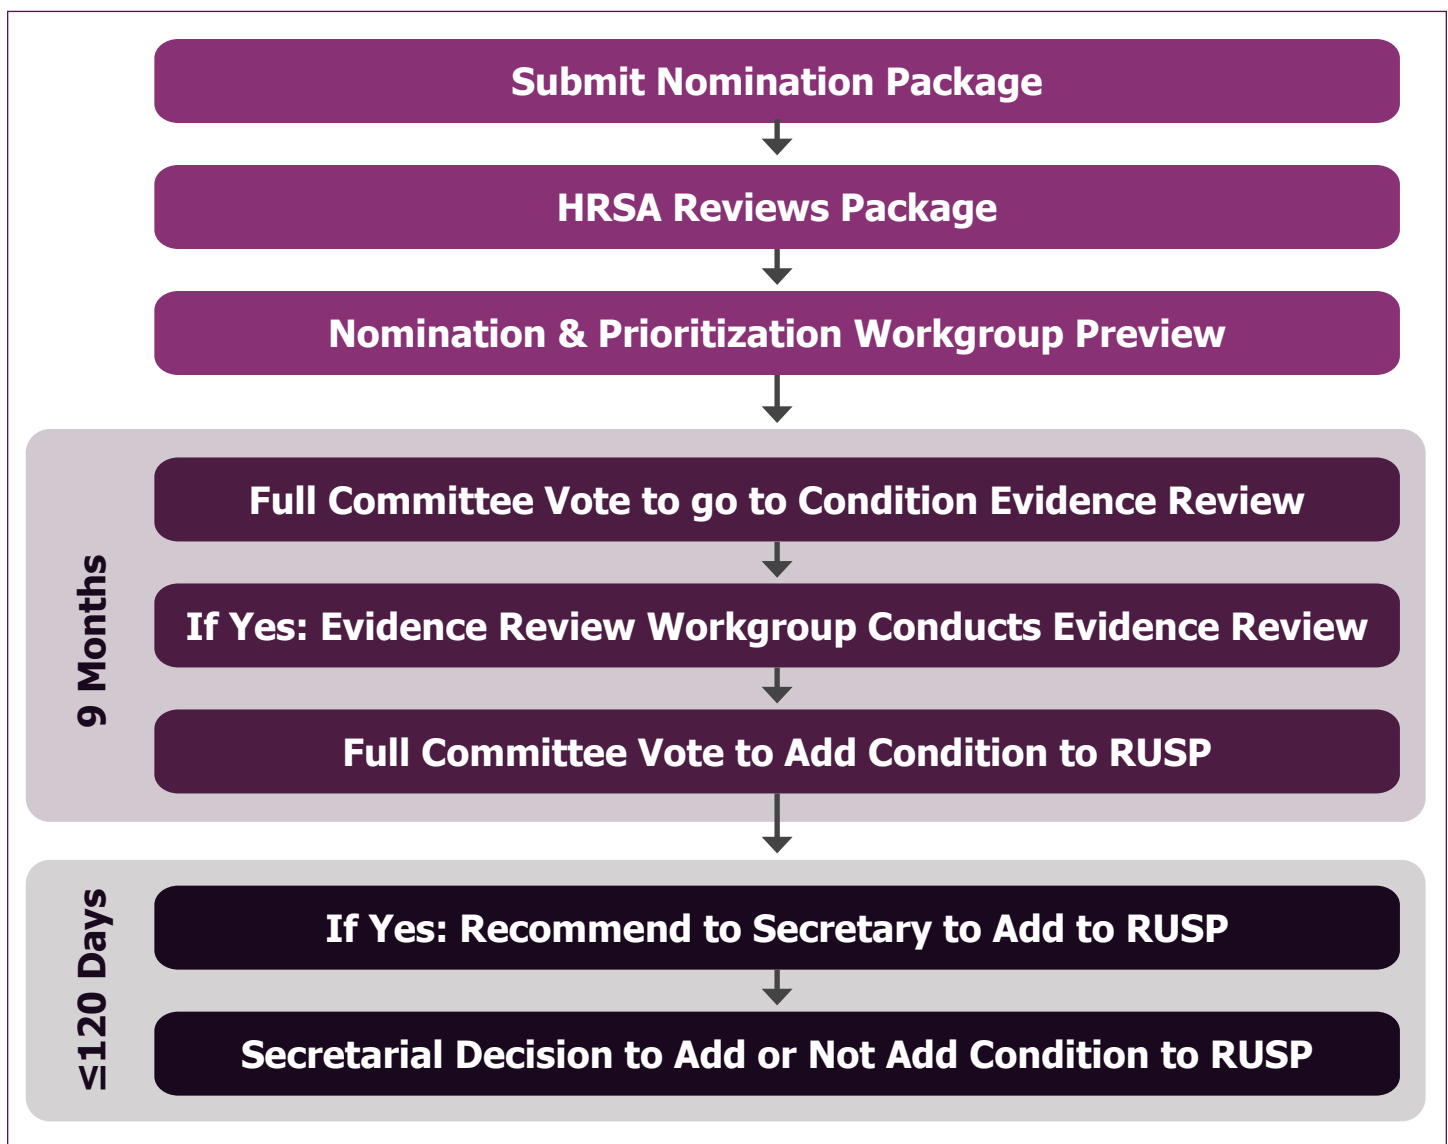 Submit Nomination Package
HRSA Reviews Package
Nomination & Prioritization Workgroup Preview
9 Months
Full Committee Vote to go to Condition Evidence Review
If Yes: Evidence Review Workgroup Conducts Evidence Review
Full Committee Vote to Add Condition to RUSP
≤120 Days
If Yes: Recommend to Secretary to Add to RUSP
Secretarial Decision to Add or Not Add Condition to RUSP